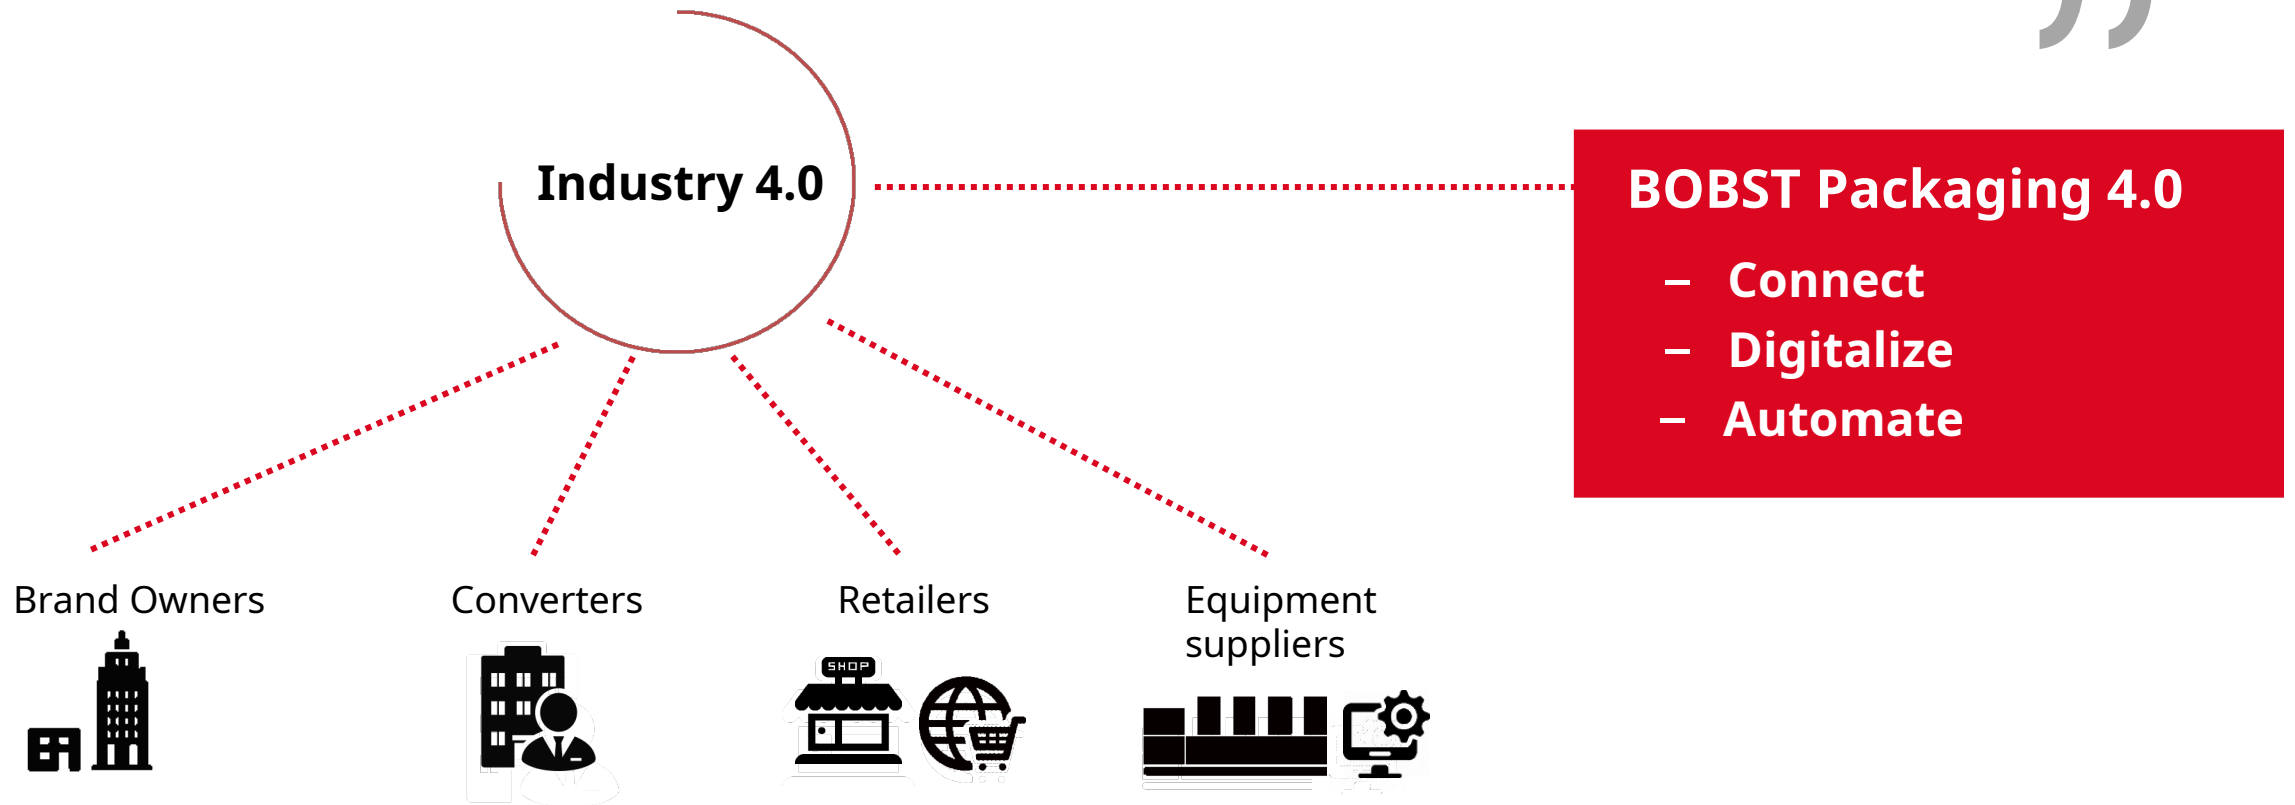 ”
Industry 4.0
BOBST Packaging 4.0
– Connect
– Digitalize
– Automate
Brand Owners
Converters
Retailers
Equipment
suppliers
SHOP